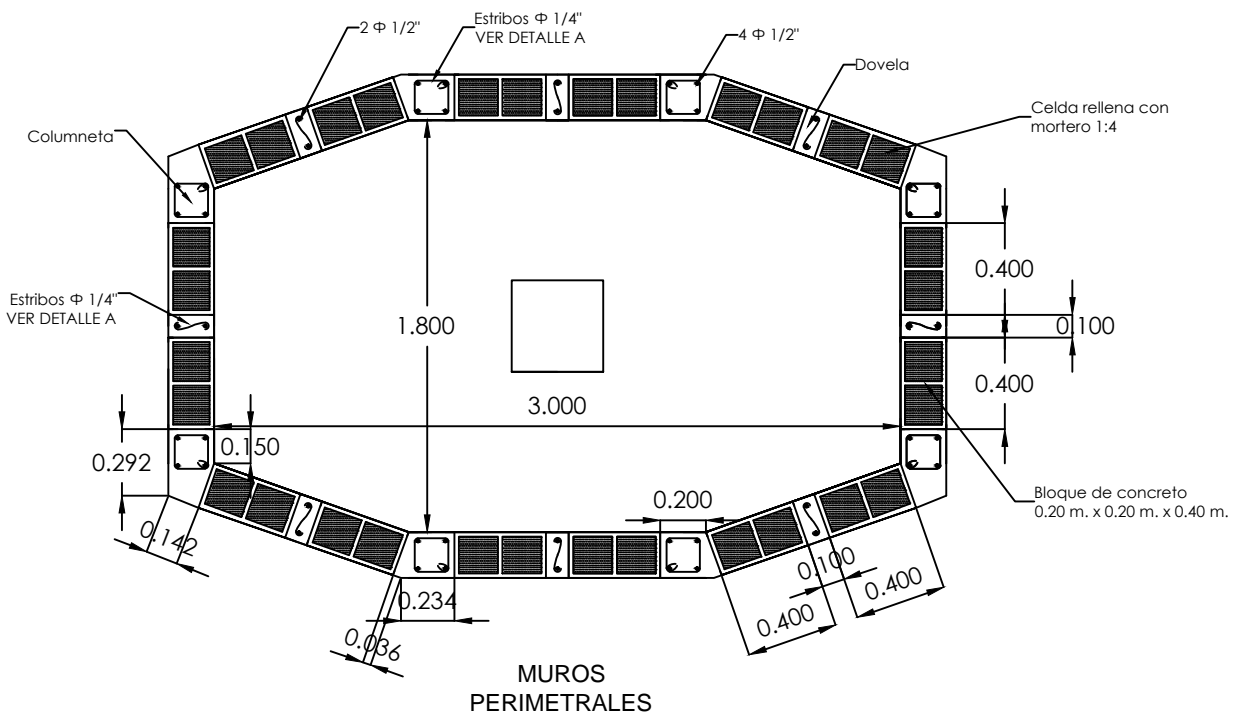 2 Φ 1/2"
Estribos Φ 1/4"
VER DETALLE A
4 Φ 1/2"
Dovela
Celda rellena con
mortero 1:4
Columneta
Estribos Φ 1/4"
VER DETALLE A
0.400
1.800
0.100
0.400
3.000
0.150
0.292
0.200
Bloque de concreto
0.20 m. x 0.20 m. x 0.40 m.
0.142
0.100
0.400
0.234
0.400
0.036
MUROS
PERIMETRALES